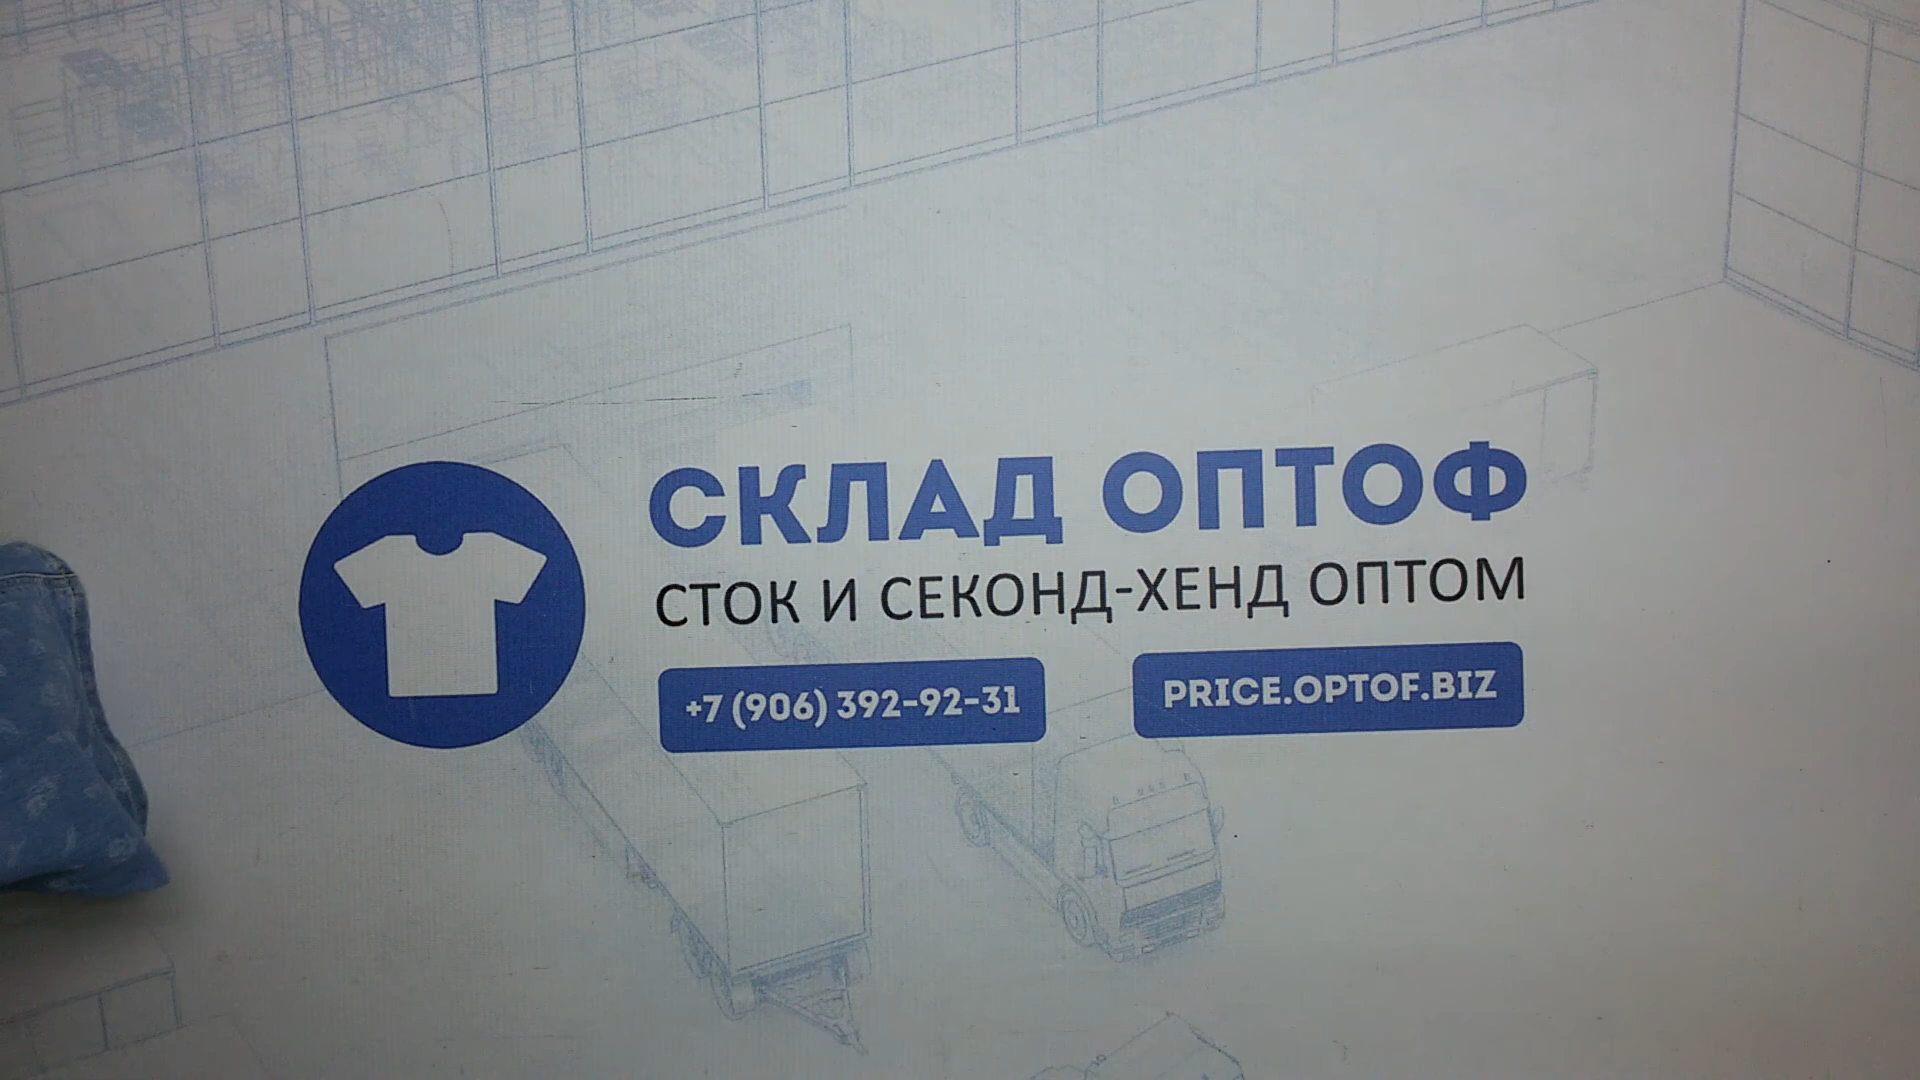 СКЛАД ОПТОФ
СТОК И СЕКОНД-ХЕНД ОПТОМ
+7 (906) 392-92-31
PRICE.OPTOF.BIZ